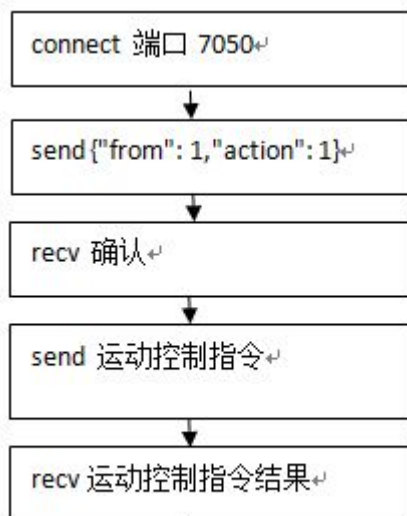 connect 端口 7050↵
send {"from": 1,"action": 1}↵
recv 确认↵
send 运动控制指令↵
recv 运动控制指令结果↵